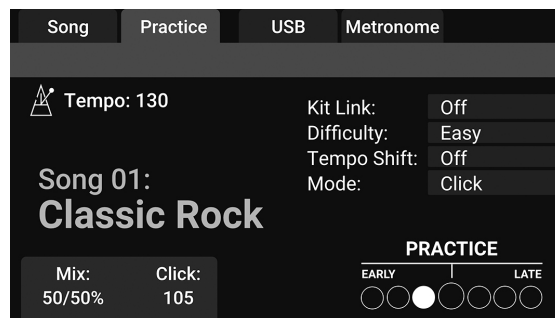 Song Practice USB Metronome
Tempo: 130
Kit Link: Off
Difficulty: Easy
Tempo Shift: Off
Mode: Click
Song 01:
Classic Rock
Mix: Click:
50/50% 105
PRACTICE
EARLY LATE